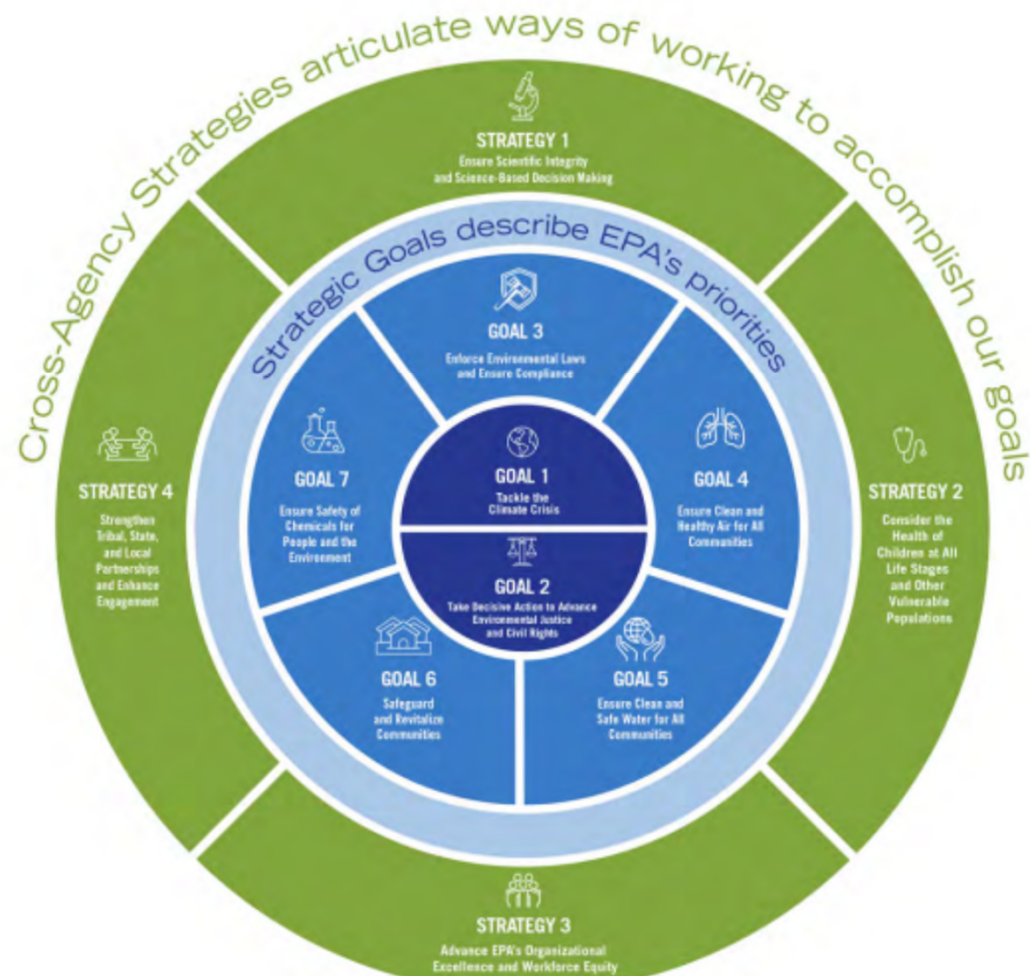 Cross-Agency Strategies articulate ways of working to accomplish our goals
STRATEGY 1
Ensure Scientific Integrity
and Science-Based Decision Making
Strategic Goals describe EPA's priorities
GOAL 3
Enforce Environmental Laws
and Ensure Compliance
GOAL 7
Ensure Safety of
Chemicals for
People and the
Environment
GOAL 1
Tackle the
Climate Crisis
GOAL 4
Ensure Clean and
Healthy Air for All
Communities
STRATEGY 4
Strengthen
Tribal, State,
and Local
Partnerships
and Enhance
Engagement
STRATEGY 2
Consider the
Health of
Children at All
Life Stages
and Other
Vulnerable
Populations
GOAL 2
Take Decisive Action to Advance
Environmental Justice
and Civil Rights
GOAL 6
Safeguard
and Revitalize
Communities
GOAL 5
Ensure Clean and
Safe Water for All
Communities
STRATEGY 3
Advance EPA's Organizational
Excellence and Workforce Equity